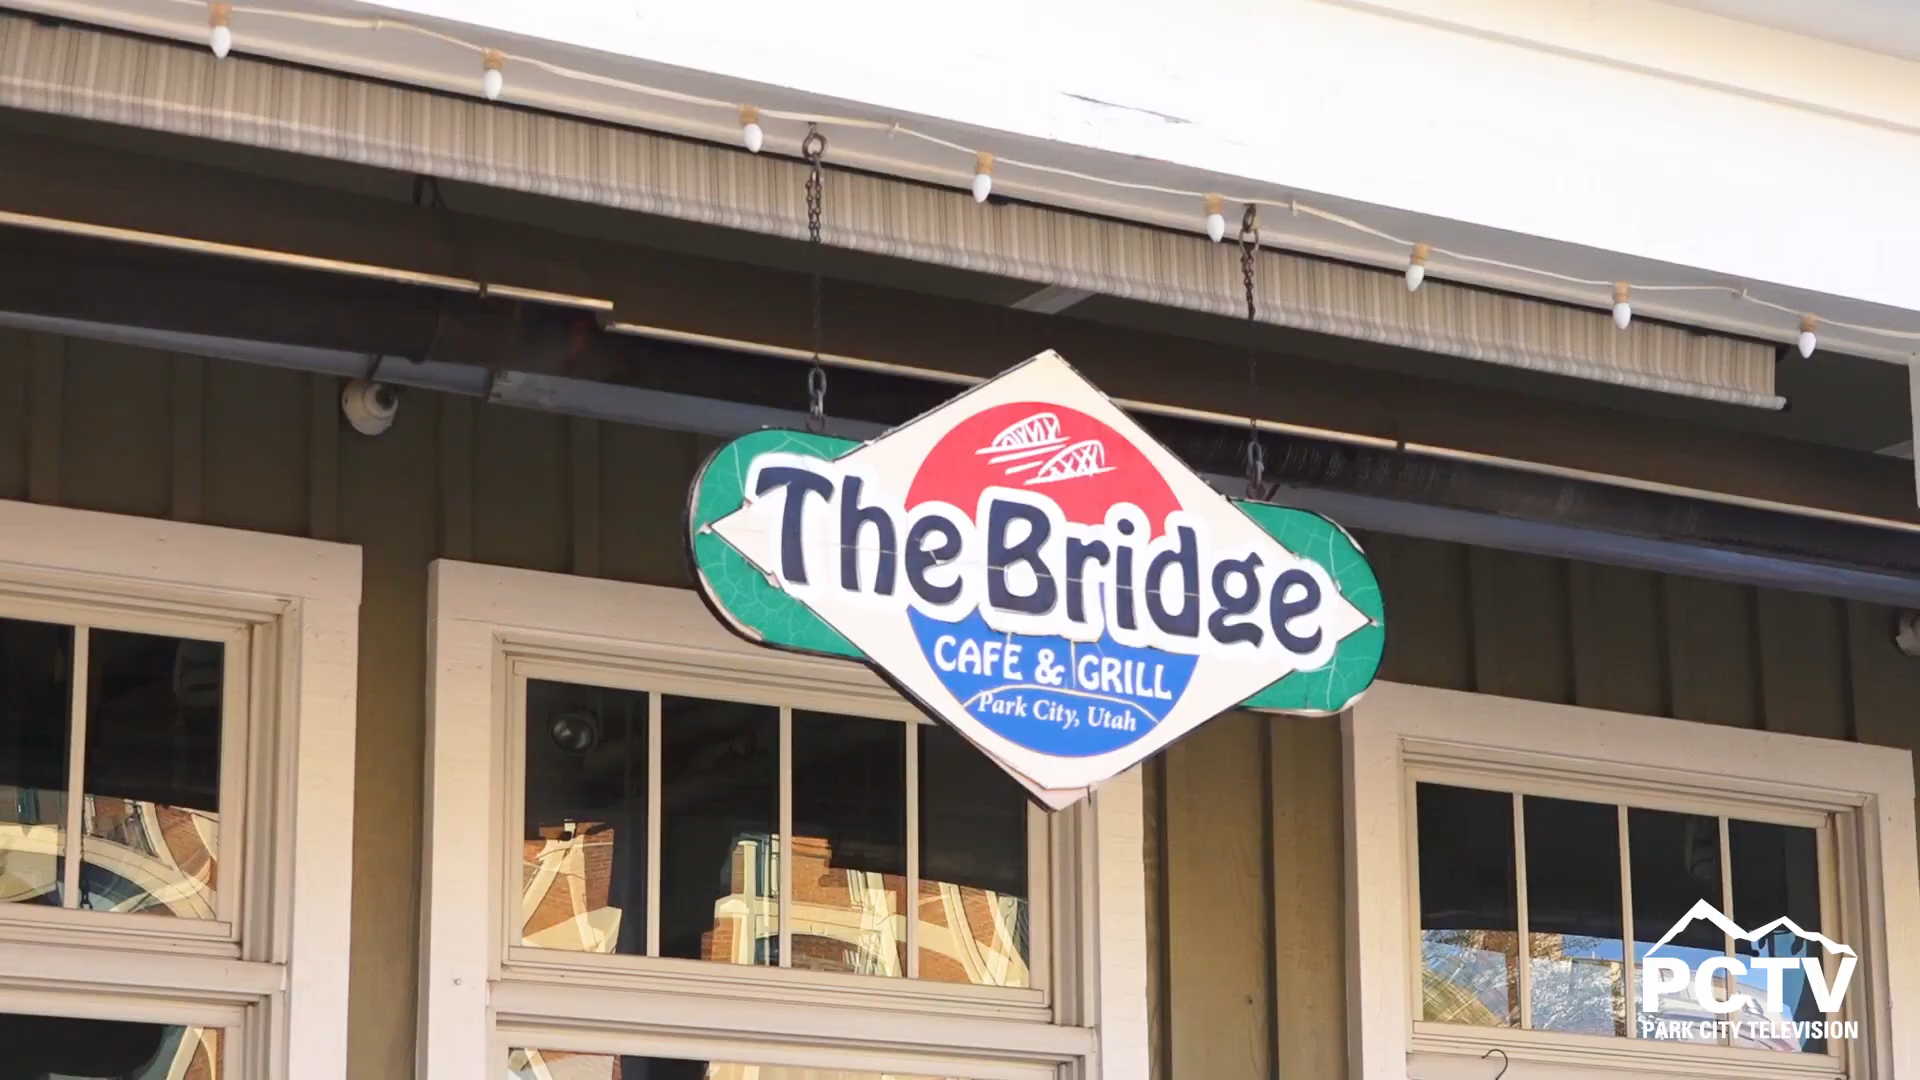 The Bridge
CAFE & GRILL
Park City, Utah
PCTV
PARK CITY TELEVISION